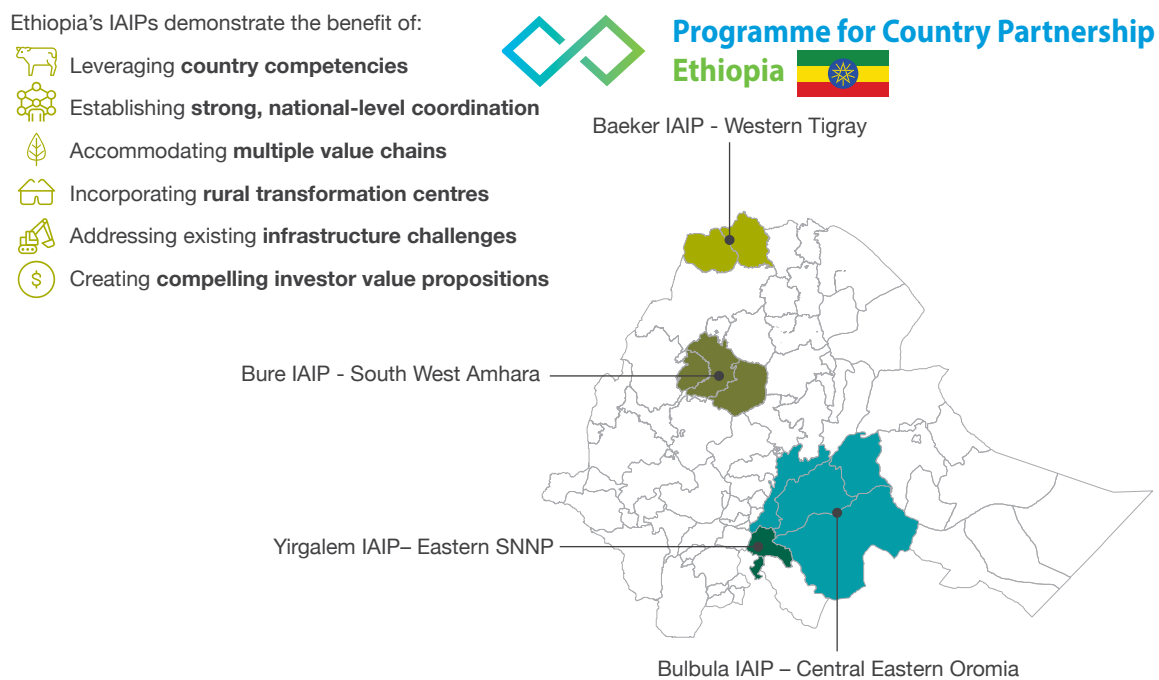 Ethiopia's IAIPs demonstrate the benefit of:
Leveraging country competencies
Establishing strong, national-level coordination
Accommodating multiple value chains
Incorporating rural transformation centres
Addressing existing infrastructure challenges
$
Creating compelling investor value propositions
Programme for Country Partnership
Ethiopia
Baeker IAIP - Western Tigray
Bure IAIP - South West Amhara
Yirgalem IAIP– Eastern SNNP
Bulbula IAIP – Central Eastern Oromia